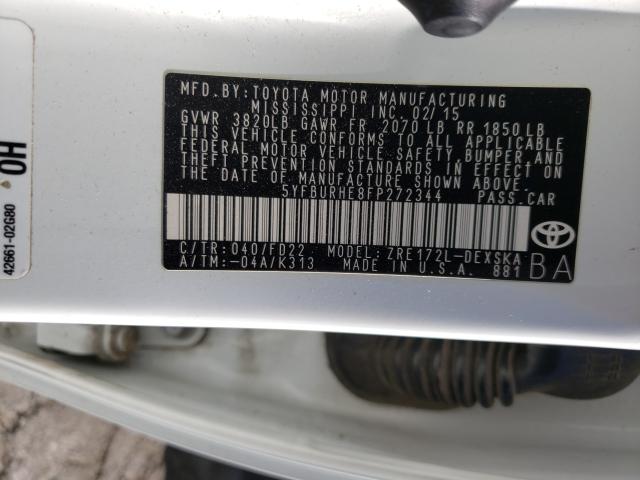 MFD.BY:TOYOTA MOTOR MANUFACTURING
MISSISSIPPI INC. 02/15
GVWR 3820LB GAWR FR 2070 LB RR 1850 LB
THIS VEHICLE CONFORMS TO ALL APPLICABLE
FEDERAL MOTOR VEHICLE SAFETY,BUMPER,AND
THEFT PREVENTION STANDARDS IN EFFECT ON
THE DATE OF MANUFACTURE SHOWN ABOVE.
5YFBURHE8FP272344 PASS.CAR
C/TR:040/FD22 MODEL: ZRE172L-DEXSKA
A/TM:-04A/K313 MADE IN U.S.A. 881
BA
OH
42661-02G80